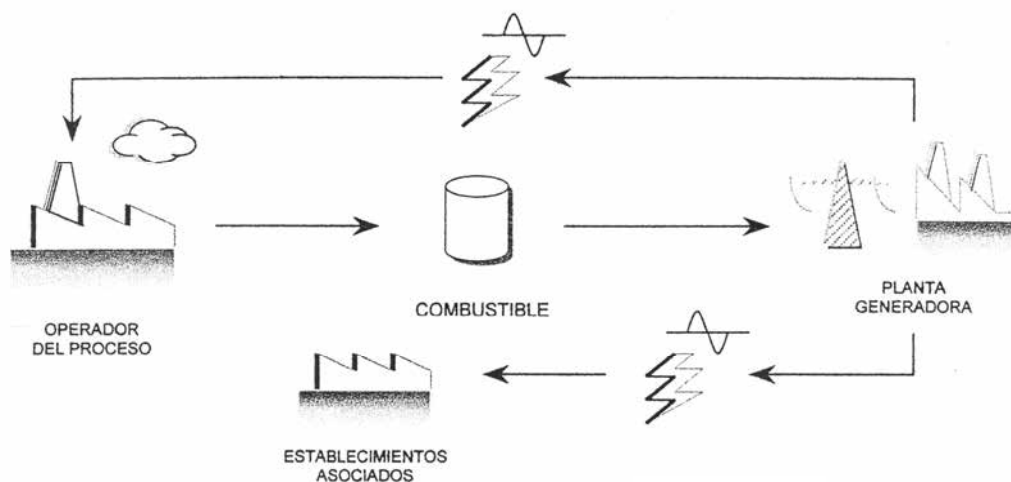 COMBUSTIBLE
PLANTA
GENERADORA
OPERADOR
DEL PROCESO
ESTABLECIMIENTOS
ASOCIADOS